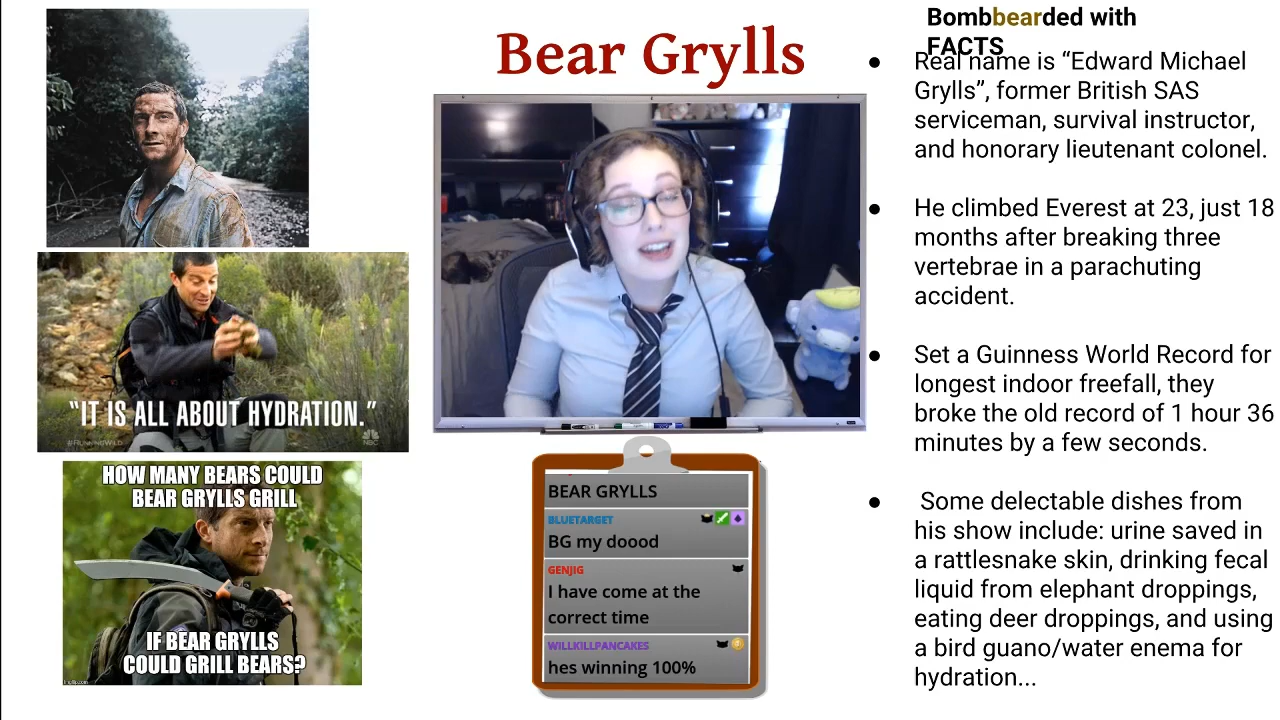 Bear Grylls
"IT IS ALL ABOUT HYDRATION."
#RUNNINGWILD
NBC
HOW MANY BEARS COULD
BEAR GRYLLS GRILL
IF BEAR GRYLLS
COULD GRILL BEARS?
imgflip.com
BEAR GRYLLS
BLUETARGET
BG my doood
GENJIG
I have come at the
correct time
WILLKILLPANCAKES
hes winning 100%
Bombbearded with
FACTS
● Real name is “Edward Michael
Grylls”, former British SAS
serviceman, survival instructor,
and honorary lieutenant colonel.
● He climbed Everest at 23, just 18
months after breaking three
vertebrae in a parachuting
accident.
● Set a Guinness World Record for
longest indoor freefall, they
broke the old record of 1 hour 36
minutes by a few seconds.
● Some delectable dishes from
his show include: urine saved in
a rattlesnake skin, drinking fecal
liquid from elephant droppings,
eating deer droppings, and using
a bird guano/water enema for
hydration...